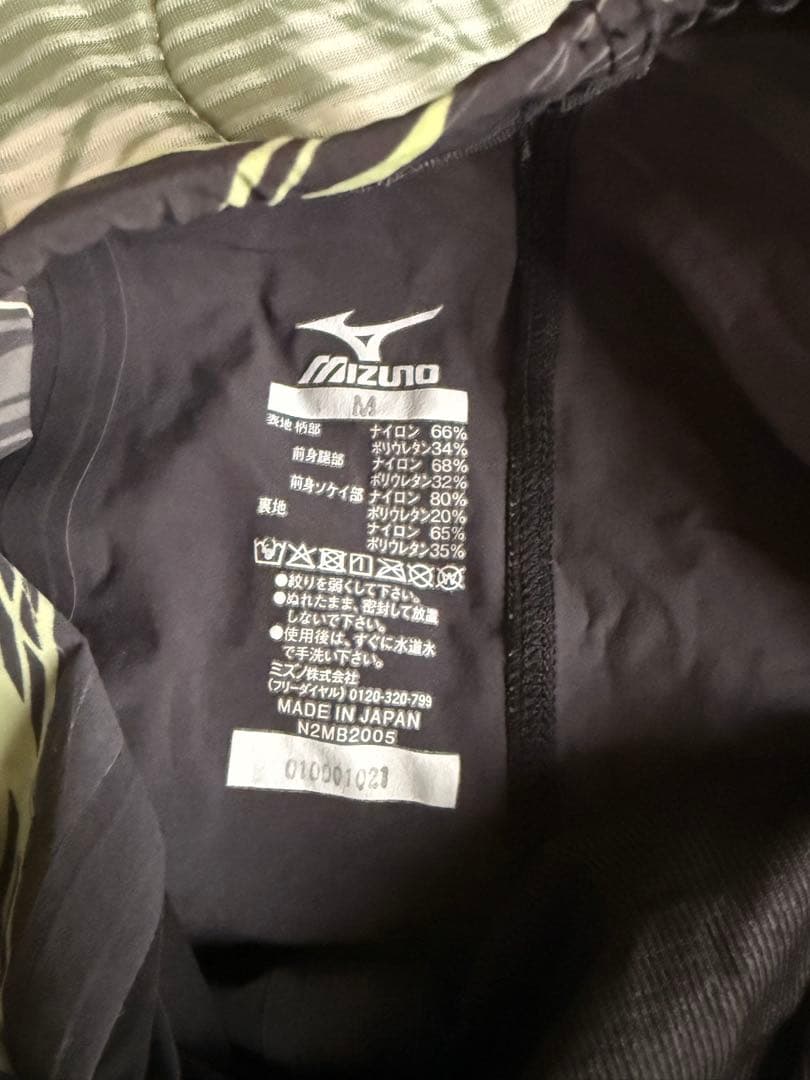 MIZUNO
M
表地 柄部 ナイロン 66%
ポリウレタン34%
前身腿部 ナイロン 68%
ポリウレタン32%
前身ソケイ部 ナイロン 80%
ポリウレタン20%
裏地 ナイロン 65%
ポリウレタン35%
●絞りを弱くして下さい。
●ぬれたまま、密封して放置
しないで下さい。
●使用後は、すぐに水道水
で手洗い下さい。
ミズノ株式会社
(フリーダイヤル) 0120-320-799
MADE IN JAPAN
N2MB2005